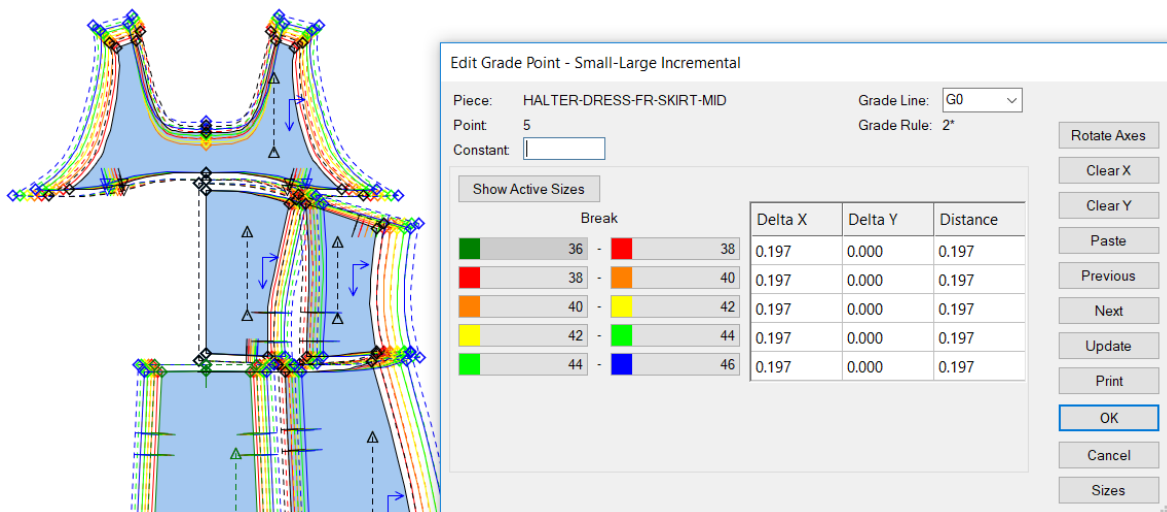 Edit Grade Point - Small-Large Incremental
Piece: HALTER-DRESS-FR-SKIRT-MID Grade Line: G0
Point 5 Grade Rule: 2*
Constant:
Rotate Axes
Clear X
Show Active Sizes
Clear Y
Break Delta X Delta Y Distance
Paste
36 - 38 0.197 0.000 0.197
Previous
38 - 40 0.197 0.000 0.197
Next
40 - 42 0.197 0.000 0.197
Update
42 - 44 0.197 0.000 0.197
44 - 46 0.197 0.000 0.197
Print
OK
Cancel
Sizes